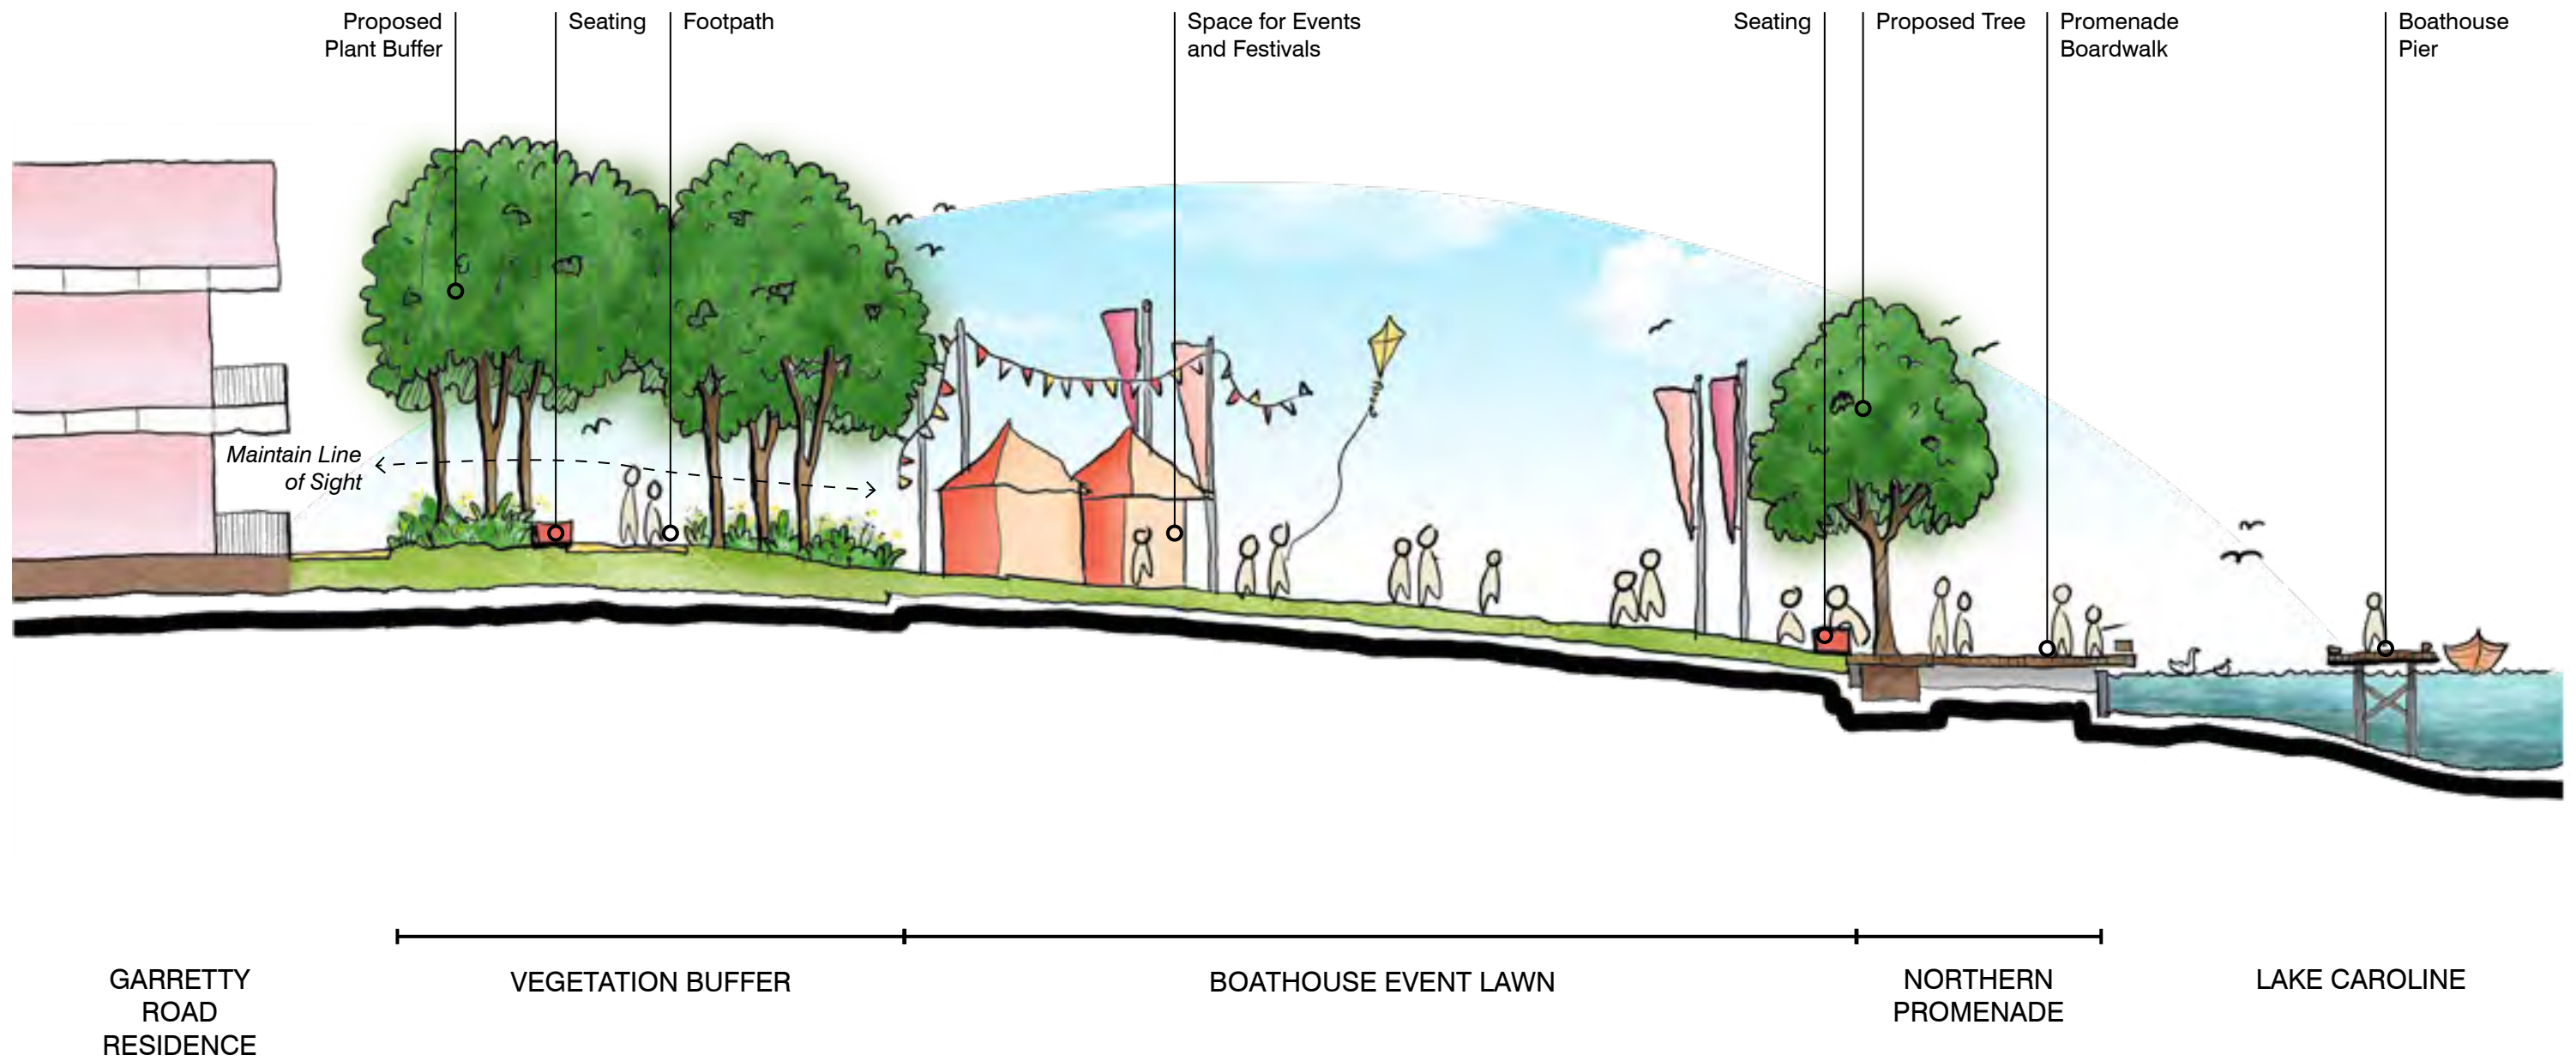 Proposed
Plant Buffer
Seating
Footpath
Space for Events
and Festivals
Seating
Proposed Tree
Promenade
Boardwalk
Boathouse
Pier
Maintain Line
of Sight
GARRETTY
ROAD
RESIDENCE
VEGETATION BUFFER
BOATHOUSE EVENT LAWN
NORTHERN
PROMENADE
LAKE CAROLINE